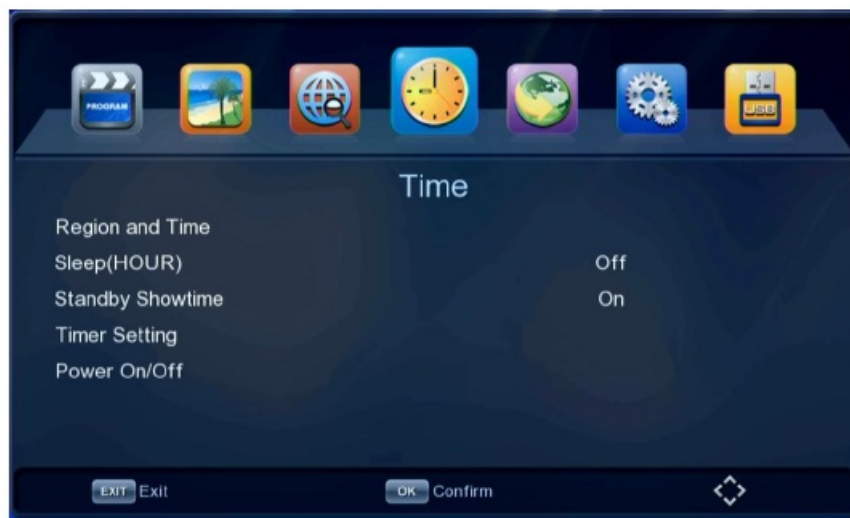 PROGRAM
USB
Time
Region and Time
Sleep(HOUR) Off
Standby Showtime On
Timer Setting
Power On/Off
EXIT Exit OK Confirm